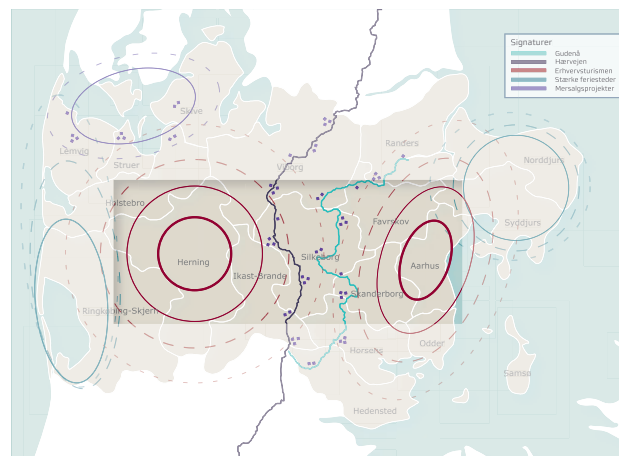 Signaturer
Gudenå
Hærvejen
Erhvervsturismen
Stærke feriesteder
Mersalgsprojekter
Skive
Lemvig
Struer
Viborg
Randers
Norddjurs
Holstebro
Favrskov
Syddjurs
Herning
Ikast-Brande
Silkeborg
Aarhus
Skanderborg
Ringkøbing-Skjern
Horsens
Odder
Samsø
Hedensted